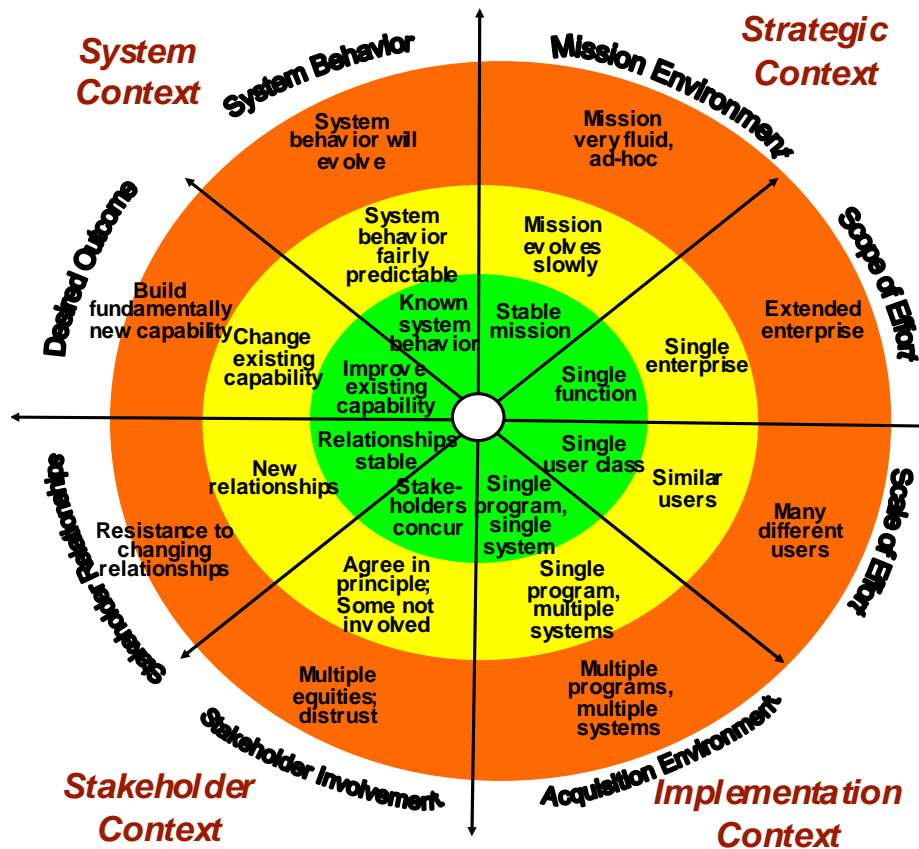 System
Context
System Behavior
Mission Environment
Strategic
Context
System
behavior will
evolve
Mission
very fluid,
ad-hoc
System
behavior
fairly
predictable
Mission
evolves
slowly
Desired Outcome
Scope of Effort
Build
fundamentally
new capability
Change
existing
capability
Known
system
behavior
Stable
mission
Extended
enterprise
Single
enterprise
Improve
existing
capability
Single
function
Relationships
stable
Single
user class
New
relationships
Stake-
holders
concur
Single
program,
single
system
Similar
users
Many
different
users
Resistance to
changing
relationships
Stakeholder Relationships
Scale of Effort
Agree in
principle;
Some not
involved
Single
program,
multiple
systems
Multiple
equities;
distrust
Multiple
programs,
multiple
systems
Stakeholder Involvement
Acquisition Environment
Stakeholder
Context
Implementation
Context